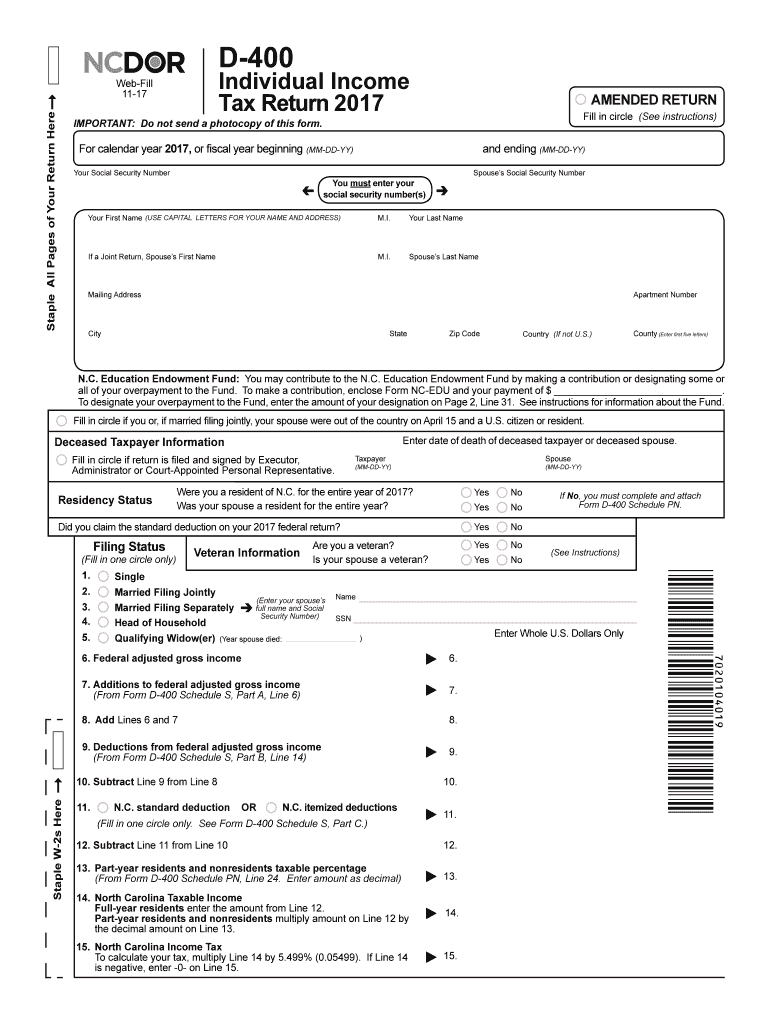 NCDOR
Web-Fill
11-17
D-400
Individual Income
Tax Return 2017
AMENDED RETURN
Fill in circle (See instructions)
IMPORTANT: Do not send a photocopy of this form.
Staple All Pages of Your Return Here
For calendar year 2017, or fiscal year beginning (MM-DD-YY) and ending (MM-DD-YY)
Your Social Security Number
You must enter your
social security number(s)
Spouse's Social Security Number
Your First Name (USE CAPITAL LETTERS FOR YOUR NAME AND ADDRESS) M.I. Your Last Name
If a Joint Return, Spouse's First Name M.I. Spouse's Last Name
Mailing Address Apartment Number
City State Zip Code Country (If not U.S.) County (Enter first five letters)
N.C. Education Endowment Fund: You may contribute to the N.C. Education Endowment Fund by making a contribution or designating some or
all of your overpayment to the Fund. To make a contribution, enclose Form NC-EDU and your payment of $ .
To designate your overpayment to the Fund, enter the amount of your designation on Page 2, Line 31. See instructions for information about the Fund.
Fill in circle if you or, if married filing jointly, your spouse were out of the country on April 15 and a U.S. citizen or resident.
Deceased Taxpayer Information Enter date of death of deceased taxpayer or deceased spouse.
Fill in circle if return is filed and signed by Executor,
Administrator or Court-Appointed Personal Representative.
Taxpayer
(MM-DD-YY)
Spouse
(MM-DD-YY)
Residency Status
Were you a resident of N.C. for the entire year of 2017? Yes No
Was your spouse a resident for the entire year? Yes No
If No, you must complete and attach
Form D-400 Schedule PN.
Did you claim the standard deduction on your 2017 federal return? Yes No
Filing Status
(Fill in one circle only)
Veteran Information
Are you a veteran? Yes No
Is your spouse a veteran? Yes No
(See Instructions)
1. Single
2. Married Filing Jointly
3. Married Filing Separately
4. Head of Household
5. Qualifying Widow(er) (Year spouse died: )
(Enter your spouse's
full name and Social
Security Number)
Name
SSN
Enter Whole U.S. Dollars Only
6. Federal adjusted gross income 6.
7. Additions to federal adjusted gross income
(From Form D-400 Schedule S, Part A, Line 6) 7.
8. Add Lines 6 and 7 8.
9. Deductions from federal adjusted gross income
(From Form D-400 Schedule S, Part B, Line 14) 9.
10. Subtract Line 9 from Line 8 10.
11. N.C. standard deduction OR N.C. itemized deductions
(Fill in one circle only. See Form D-400 Schedule S, Part C.) 11.
12. Subtract Line 11 from Line 10 12.
13. Part-year residents and nonresidents taxable percentage
(From Form D-400 Schedule PN, Line 24. Enter amount as decimal) 13.
14. North Carolina Taxable Income
Full-year residents enter the amount from Line 12.
Part-year residents and nonresidents multiply amount on Line 12 by
the decimal amount on Line 13. 14.
15. North Carolina Income Tax
To calculate your tax, multiply Line 14 by 5.499% (0.05499). If Line 14
is negative, enter -0- on Line 15. 15.
Staple W-2s Here
7020104019